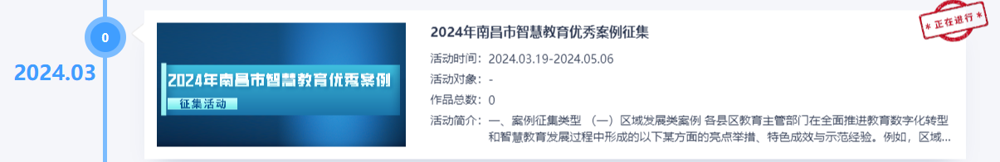 0
2024.03
2024年南昌市智慧教育优秀案例
征集活动
2024年南昌市智慧教育优秀案例征集
* 正在进行 *
活动时间：2024.03.19-2024.05.06
活动对象：-
作品总数：0
活动简介：一、案例征集类型 （一）区域发展类案例 各县区教育主管部门在全面推进教育数字化转型
和智慧教育发展过程中形成的以下某方面的亮点举措、特色成效与示范经验。例如，区域...